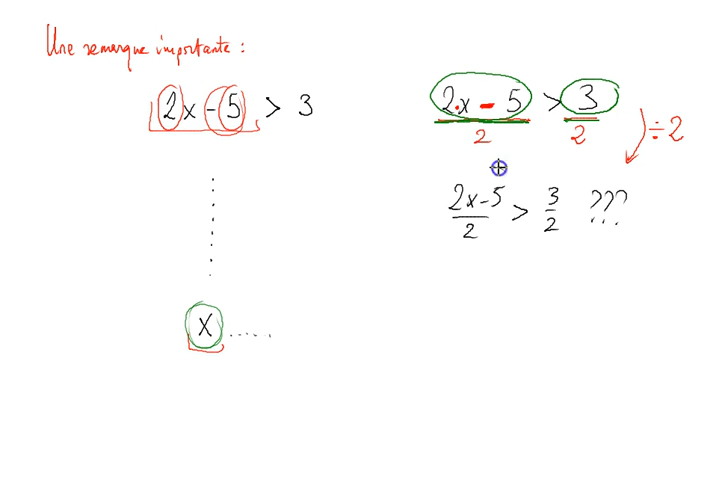 Une remarque importante :
2x - 5 > 3
x ......
2x - 5 > 3
2 2
÷ 2
2x - 5 / 2 > 3 / 2 ???
...